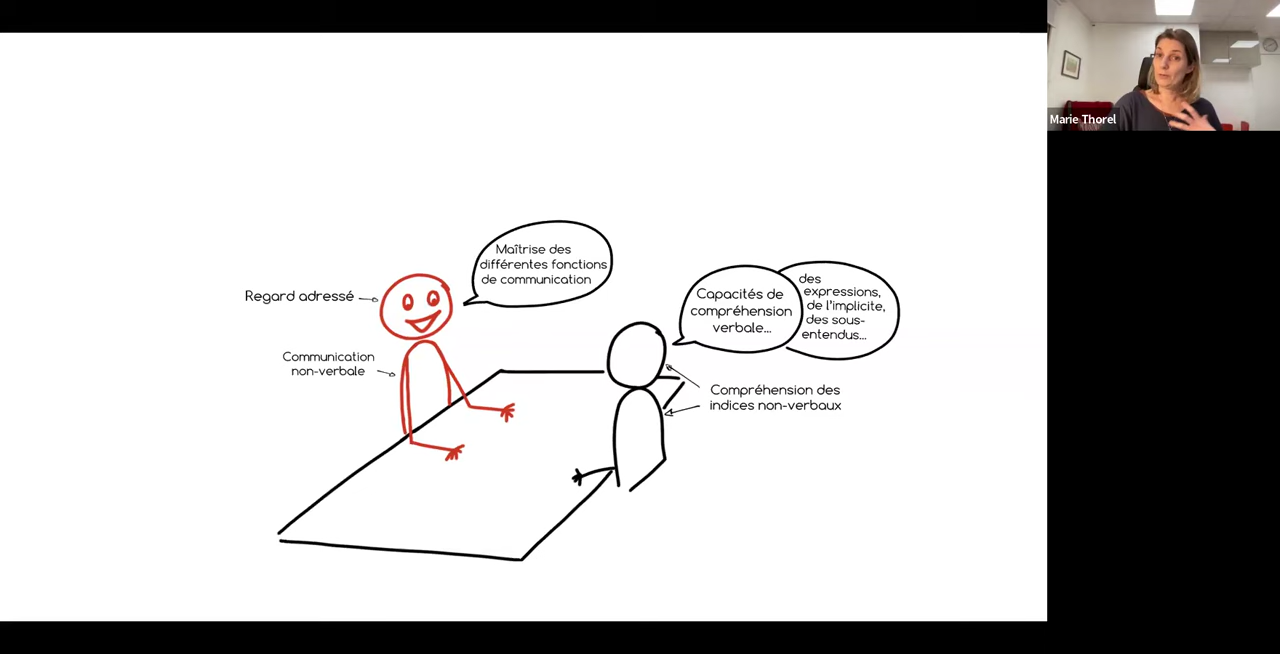 Marie Thorel
Maîtrise des
différentes fonctions
de communication
Regard adressé
Capacités de
compréhension
verbale...
des
expressions,
de l'implicite,
des sous-
entendus...
Communication
non-verbale
Compréhension des
indices non-verbaux